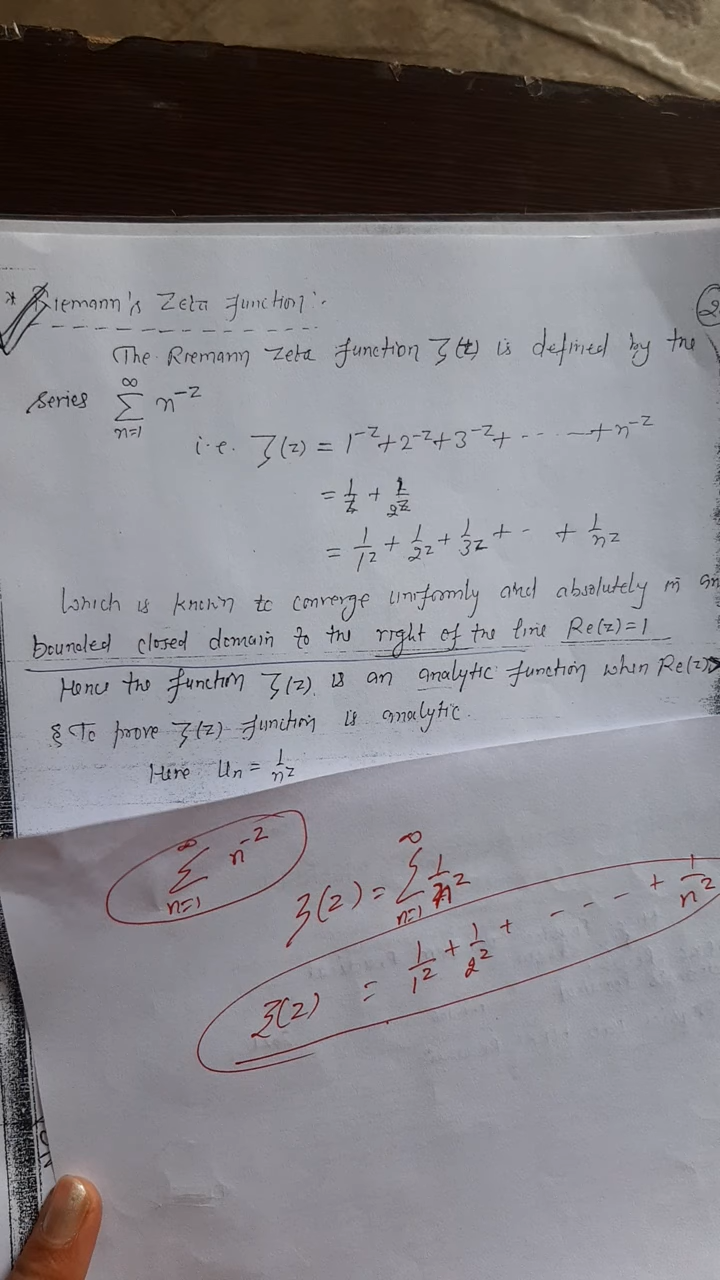 * Riemann's Zeta function :-
2
The Riemann Zeta function ζ(z) is defined by the
series ∑_{n=1}^{∞} n^{-z}
i.e. ζ(z) = 1^{-z} + 2^{-z} + 3^{-z} + ---- + n^{-z}
= 1/z + 1/2^z
= 1/1^z + 1/2^z + 1/3^z + -- + 1/n^z
Which is known to converge uniformly and absolutely in an
bounded closed domain to the right of the line Re(z)=1
Hence the function ζ(z) is an analytic function when Re(z)>
§ To prove ζ(z) function is analytic.
Here Un = 1/n^z
∑_{n=1}^{∞} n^{-z}
ζ(z) = ∑_{n=1}^{∞} 1/n^z
ζ(z) = 1/1^z + 1/2^z + ---- + 1/n^z